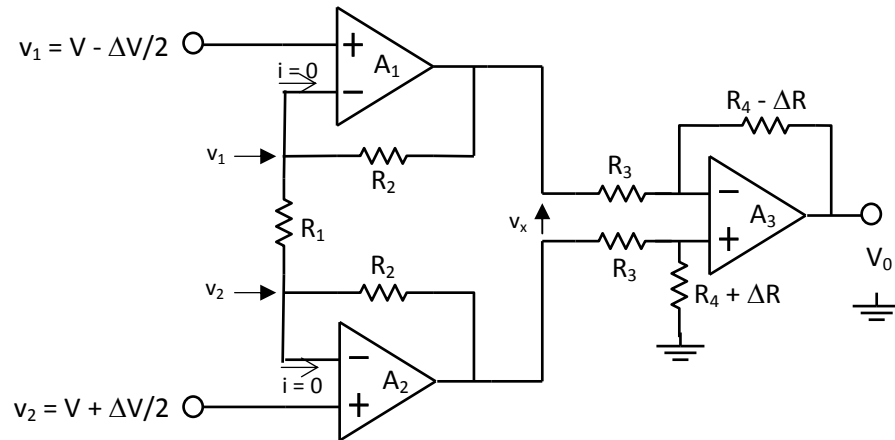 v₁ = V - ΔV/2
+
A₁
i = 0
−
R₄ - ΔR
v₁
R₂
R₃
−
A₃
R₁
vₓ
+
V₀
v₂
R₂
R₃
R₄ + ΔR
−
i = 0
A₂
v₂ = V + ΔV/2
+